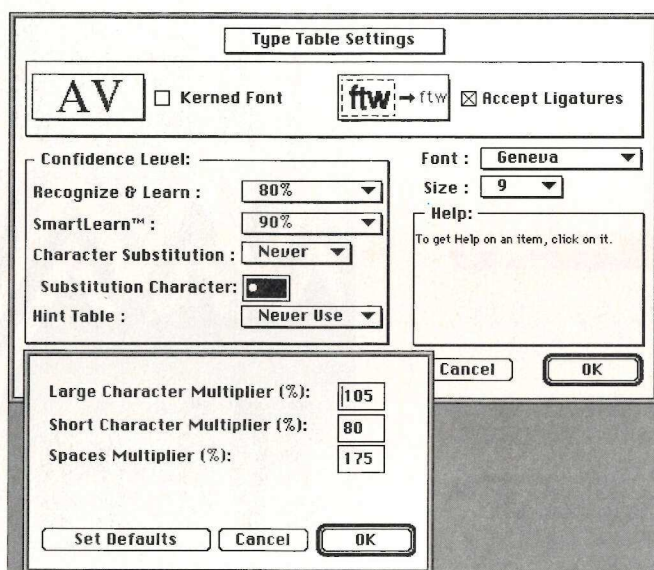 Type Table Settings
AV Kerned Font ftw → ftw Accept Ligatures
Confidence Level:
Recognize & Learn : 80%
SmartLearn™ : 90%
Character Substitution : Never
Substitution Character: •
Hint Table : Never Use
Font : Geneva
Size : 9
Help:
To get Help on an item, click on it.
Cancel OK
Large Character Multiplier (%): 105
Short Character Multiplier (%): 80
Spaces Multiplier (%): 175
Set Defaults Cancel OK